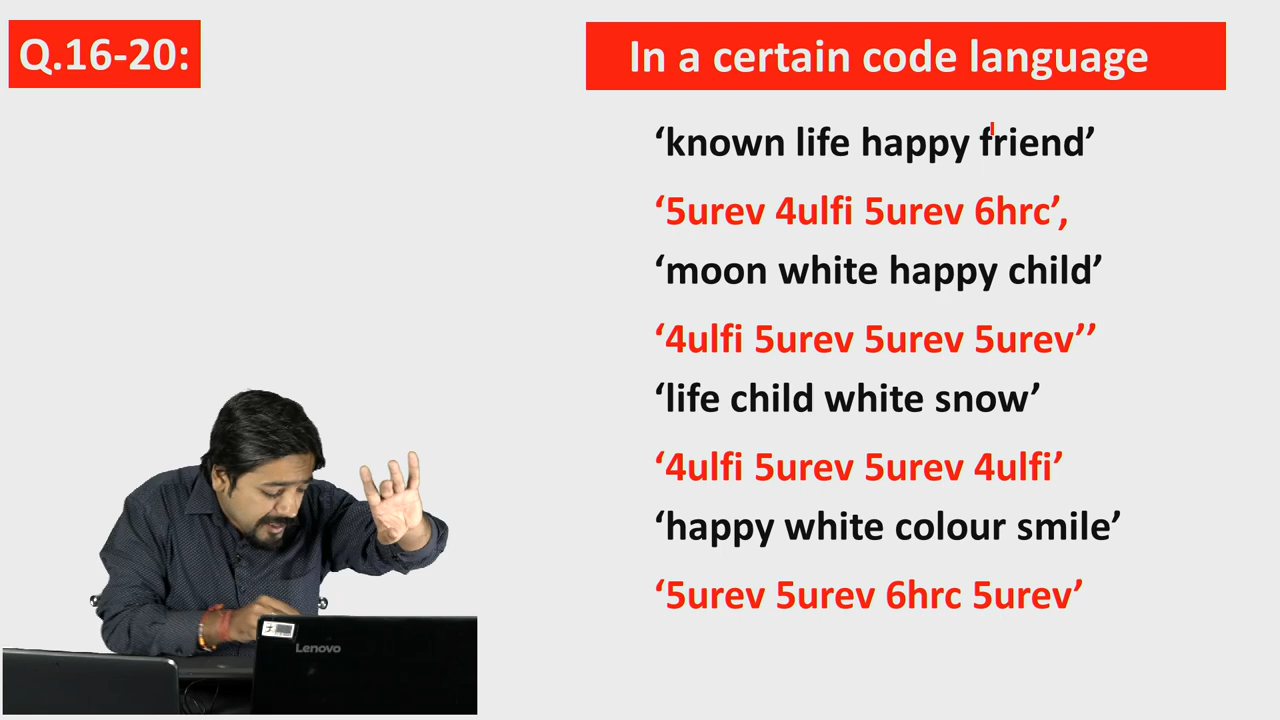 Q.16-20:
In a certain code language
‘known life happy friend’
‘5urev 4ulfi 5urev 6hrc’,
‘moon white happy child’
‘4ulfi 5urev 5urev 5urev’’
‘life child white snow’
‘4ulfi 5urev 5urev 4ulfi’
‘happy white colour smile’
‘5urev 5urev 6hrc 5urev’
Lenovo